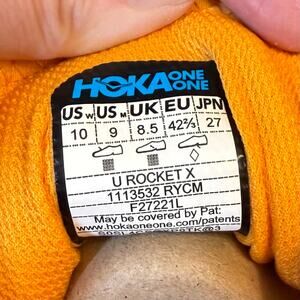 HOKA ONE ONE
US W US M UK EU JPN
10 9 8.5 42⅔ 27
U ROCKET X
1113532 RYCM
F27221L
May be covered by Pat:
www.hokaoneone.com/patents